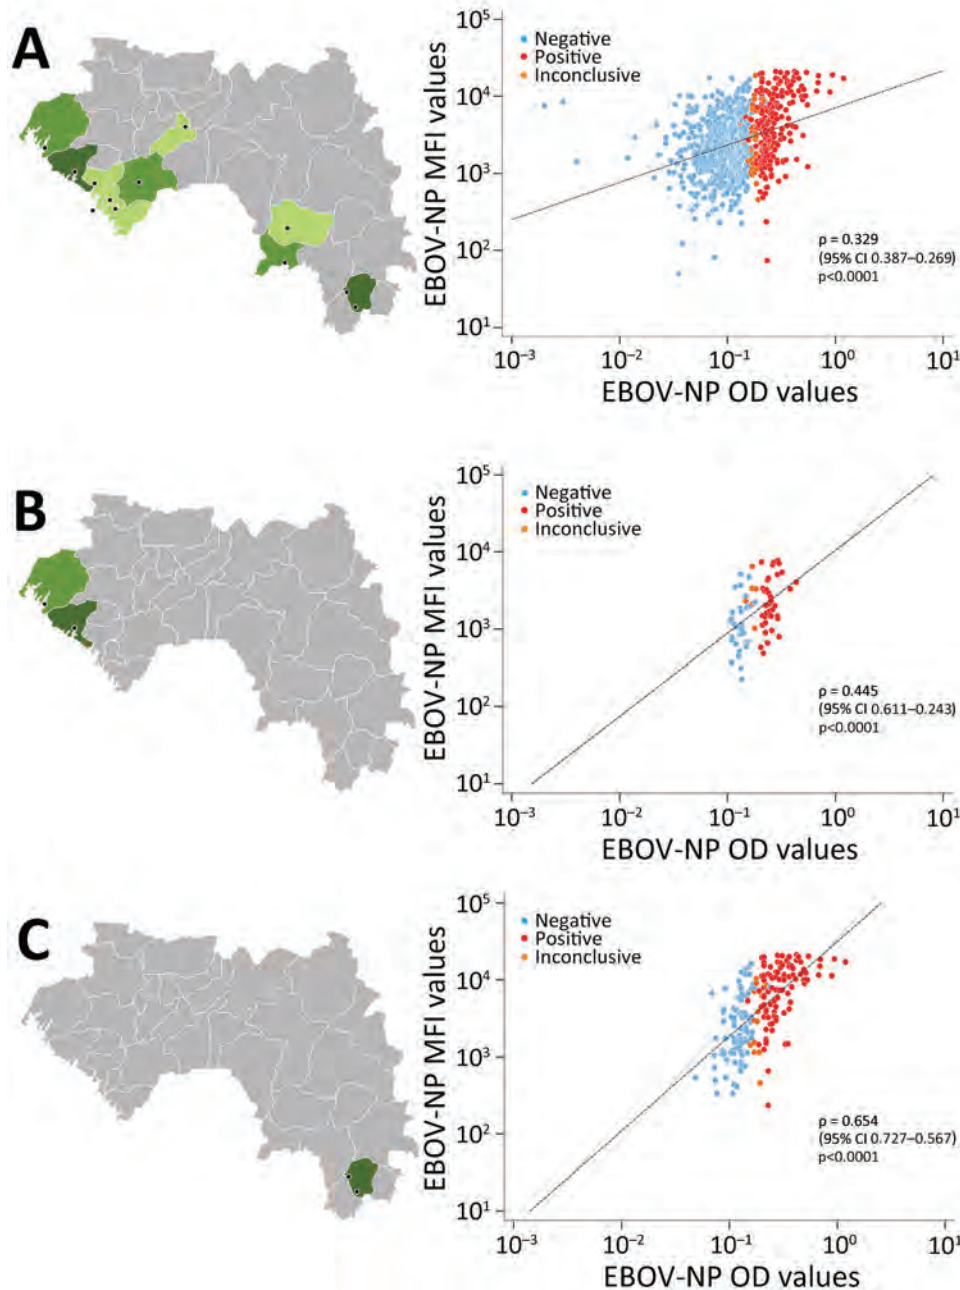 A
EBOV-NP MFI values
10⁵
10⁴
10³
10²
10¹
Negative
Positive
Inconclusive
ρ = 0.329
(95% CI 0.387–0.269)
p<0.0001
10⁻³ 10⁻² 10⁻¹ 10⁰ 10¹
EBOV-NP OD values
B
EBOV-NP MFI values
10⁵
10⁴
10³
10²
10¹
Negative
Positive
Inconclusive
ρ = 0.445
(95% CI 0.611–0.243)
p<0.0001
10⁻³ 10⁻² 10⁻¹ 10⁰ 10¹
EBOV-NP OD values
C
EBOV-NP MFI values
10⁵
10⁴
10³
10²
10¹
Negative
Positive
Inconclusive
ρ = 0.654
(95% CI 0.727–0.567)
p<0.0001
10⁻³ 10⁻² 10⁻¹ 10⁰ 10¹
EBOV-NP OD values